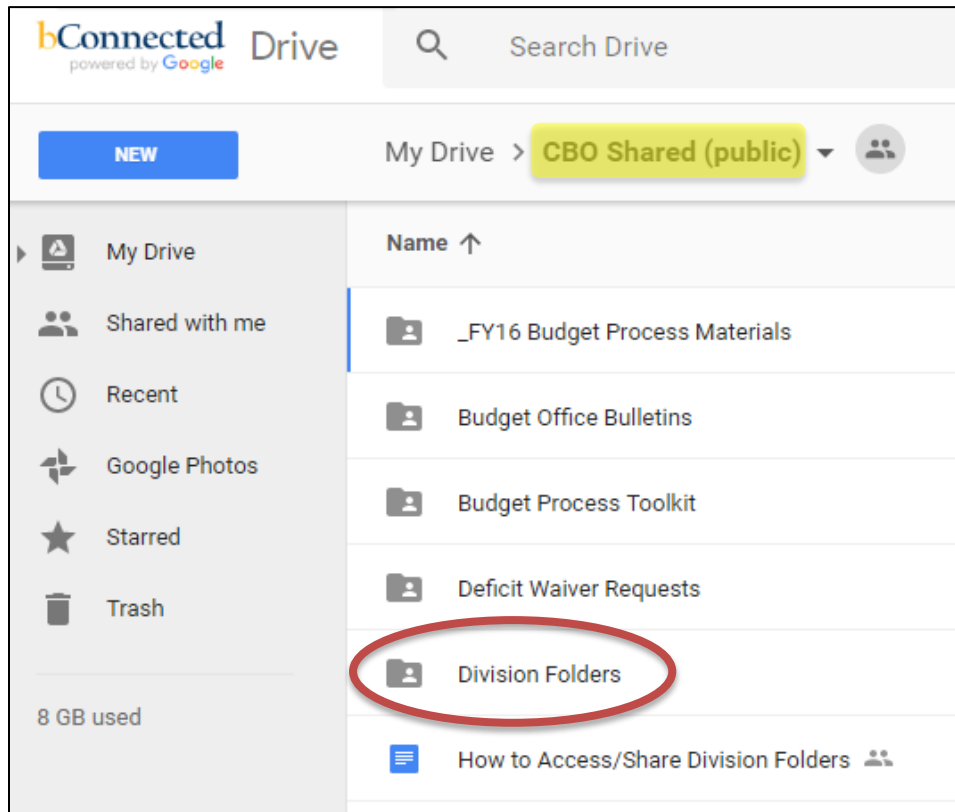 bConnected Drive Search Drive
powered by Google
NEW My Drive > CBO Shared (public)
My Drive
Shared with me
Recent
Google Photos
Starred
Trash
8 GB used
Name
_FY16 Budget Process Materials
Budget Office Bulletins
Budget Process Toolkit
Deficit Waiver Requests
Division Folders
How to Access/Share Division Folders